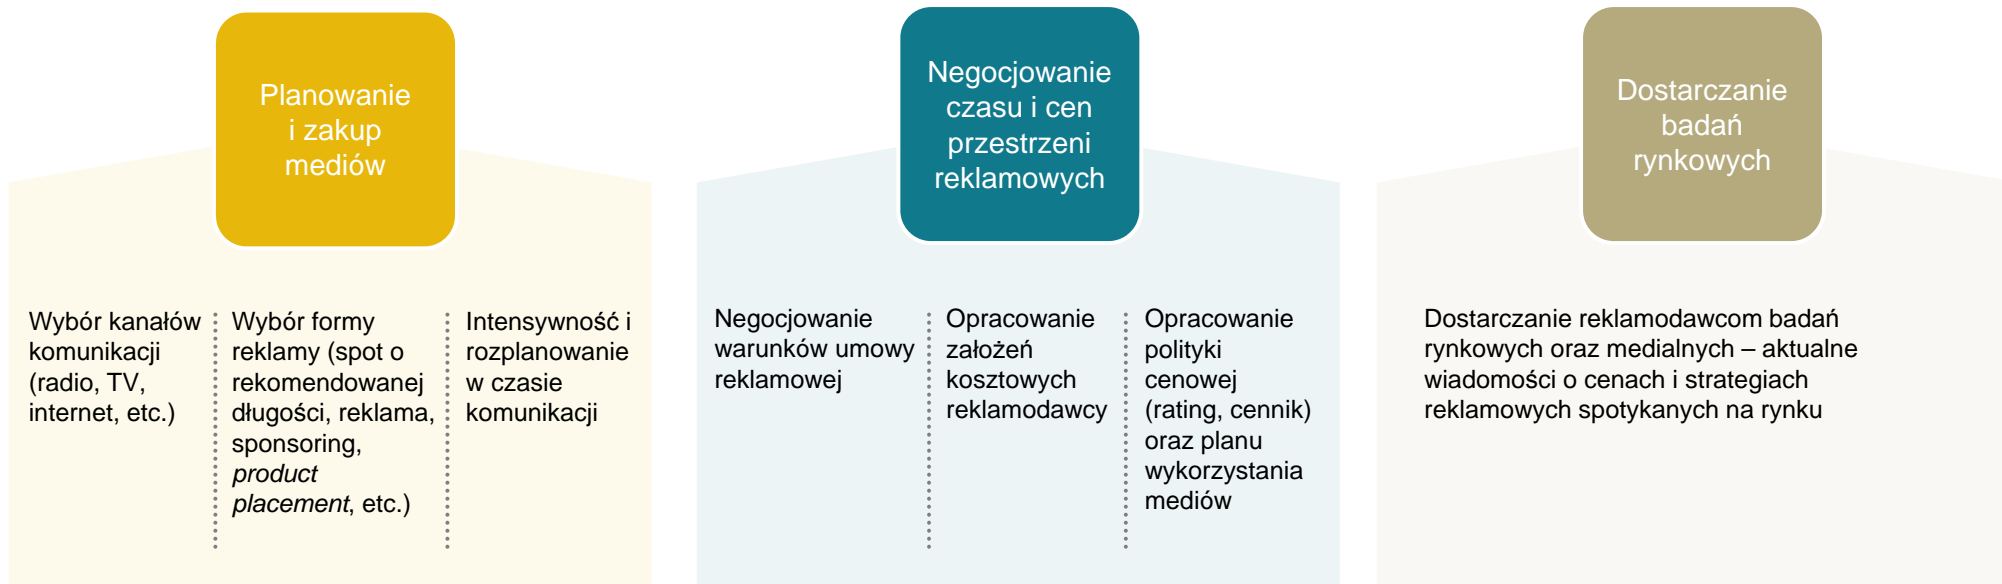 Planowanie
i zakup
mediów
Wybór kanałów
komunikacji
(radio, TV,
internet, etc.)
Wybór formy
reklamy (spot o
rekomendowanej
długości, reklama,
sponsoring,
product
placement, etc.)
Intensywność i
rozplanowanie
w czasie
komunikacji
Negocjowanie
czasu i cen
przestrzeni
reklamowych
Negocjowanie
warunków umowy
reklamowej
Opracowanie
założeń
kosztowych
reklamodawcy
Opracowanie
polityki
cenowej
(rating, cennik)
oraz planu
wykorzystania
mediów
Dostarczanie
badań
rynkowych
Dostarczanie reklamodawcom badań
rynkowych oraz medialnych – aktualne
wiadomości o cenach i strategiach
reklamowych spotykanych na rynku